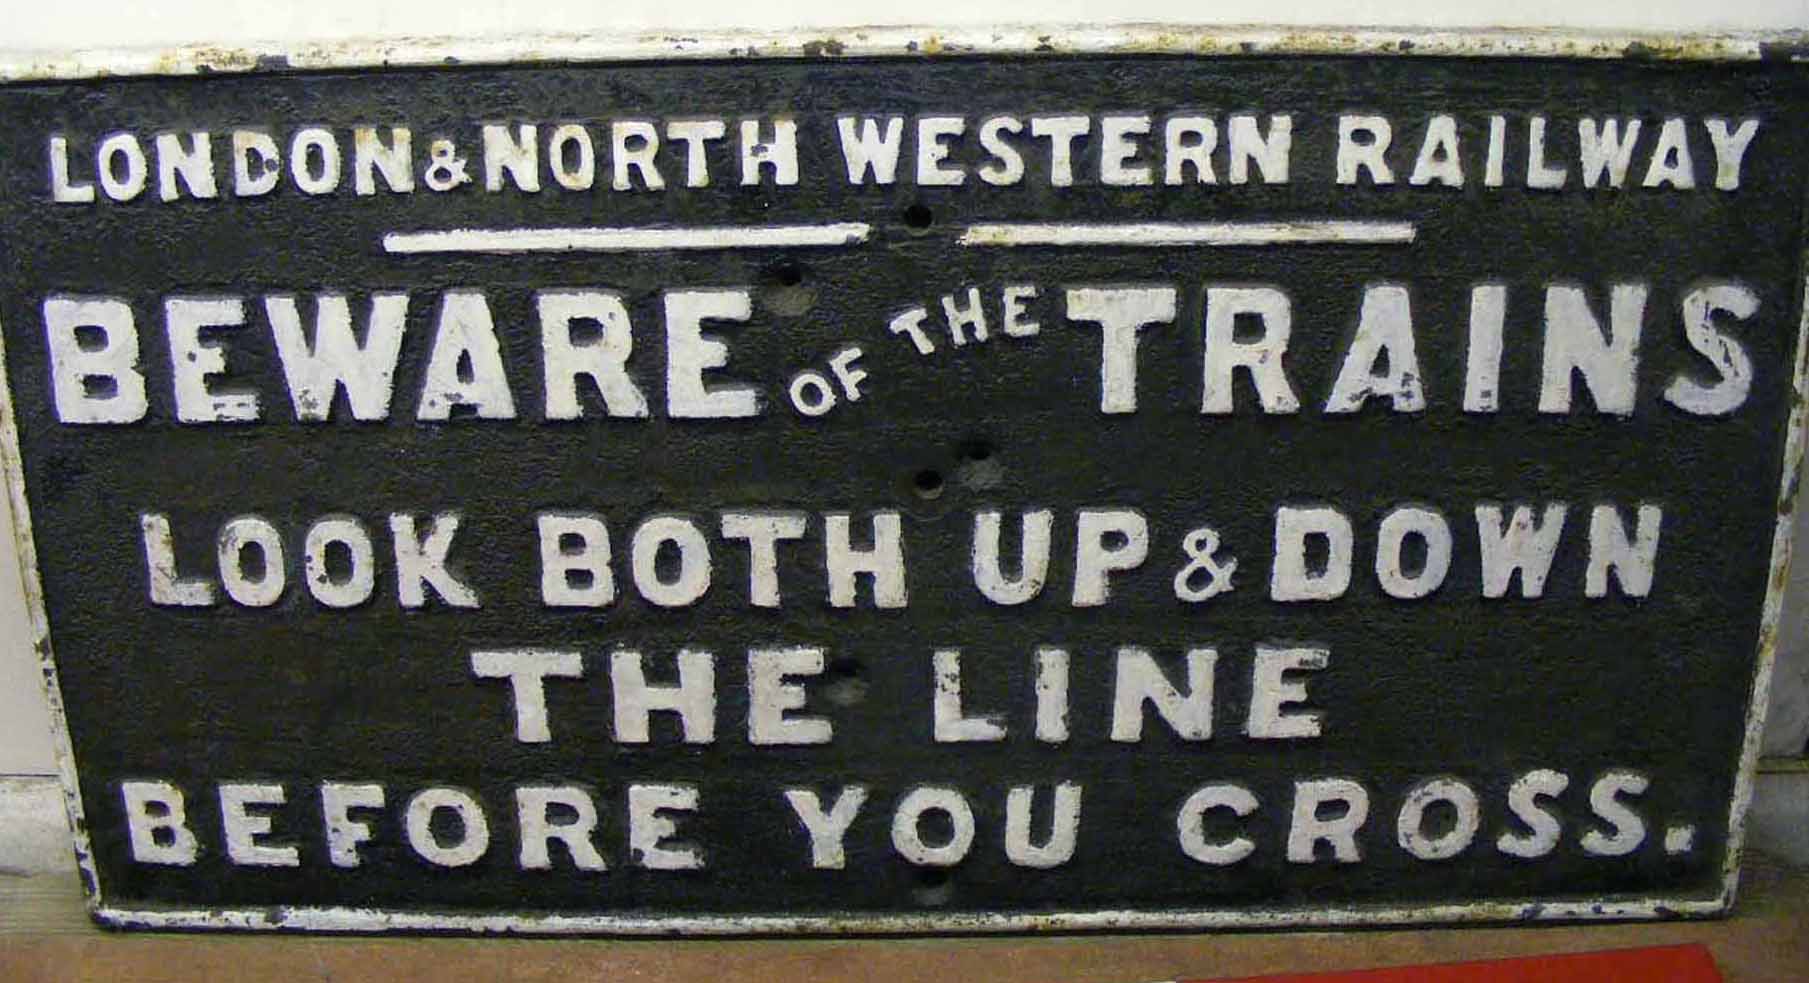 LONDON & NORTH WESTERN RAILWAY
BEWARE OF THE TRAINS
LOOK BOTH UP & DOWN
THE LINE
BEFORE YOU CROSS.